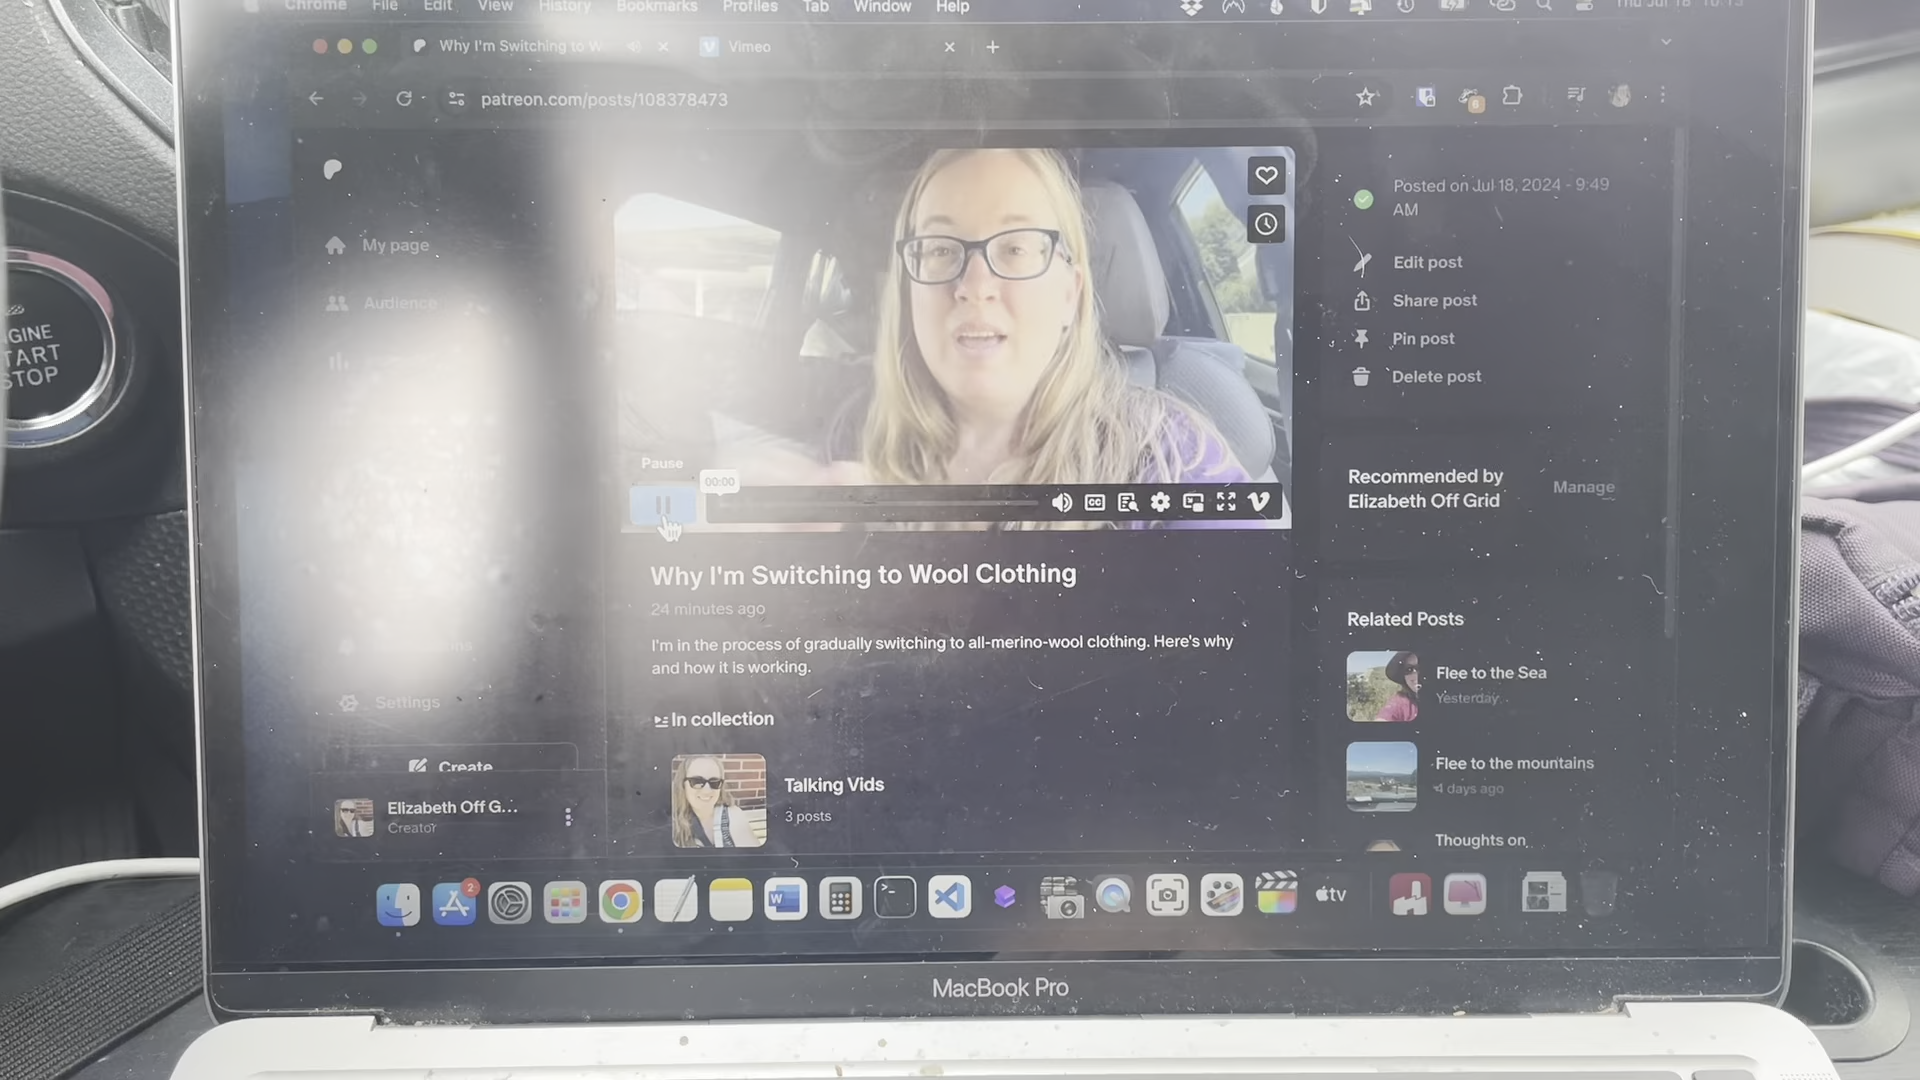 Chrome File Edit View History Bookmarks Profiles Tab Window Help
Why I'm Switching to W
Vimeo
patreon.com/posts/108378473
My page
Audience
Settings
Create
Elizabeth Off G...
Creator
ENGINE
START
STOP
Pause
00:00
CC
Why I'm Switching to Wool Clothing
24 minutes ago
I'm in the process of gradually switching to all-merino-wool clothing. Here's why
and how it is working.
In collection
Talking Vids
3 posts
6
Posted on Jul 18, 2024 - 9:49
AM
Edit post
Share post
Pin post
Delete post
Recommended by
Elizabeth Off Grid
Manage
Related Posts
Flee to the Sea
Yesterday
Flee to the mountains
4 days ago
Thoughts on
2
W
tv
MacBook Pro